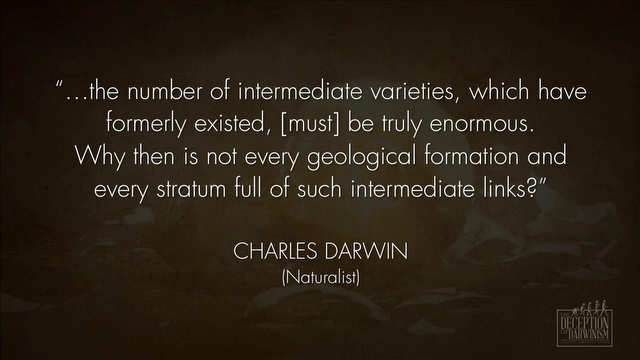 “…the number of intermediate varieties, which have
formerly existed, [must] be truly enormous.
Why then is not every geological formation and
every stratum full of such intermediate links?”
CHARLES DARWIN
(Naturalist)
DECEPTION
DARWINISM